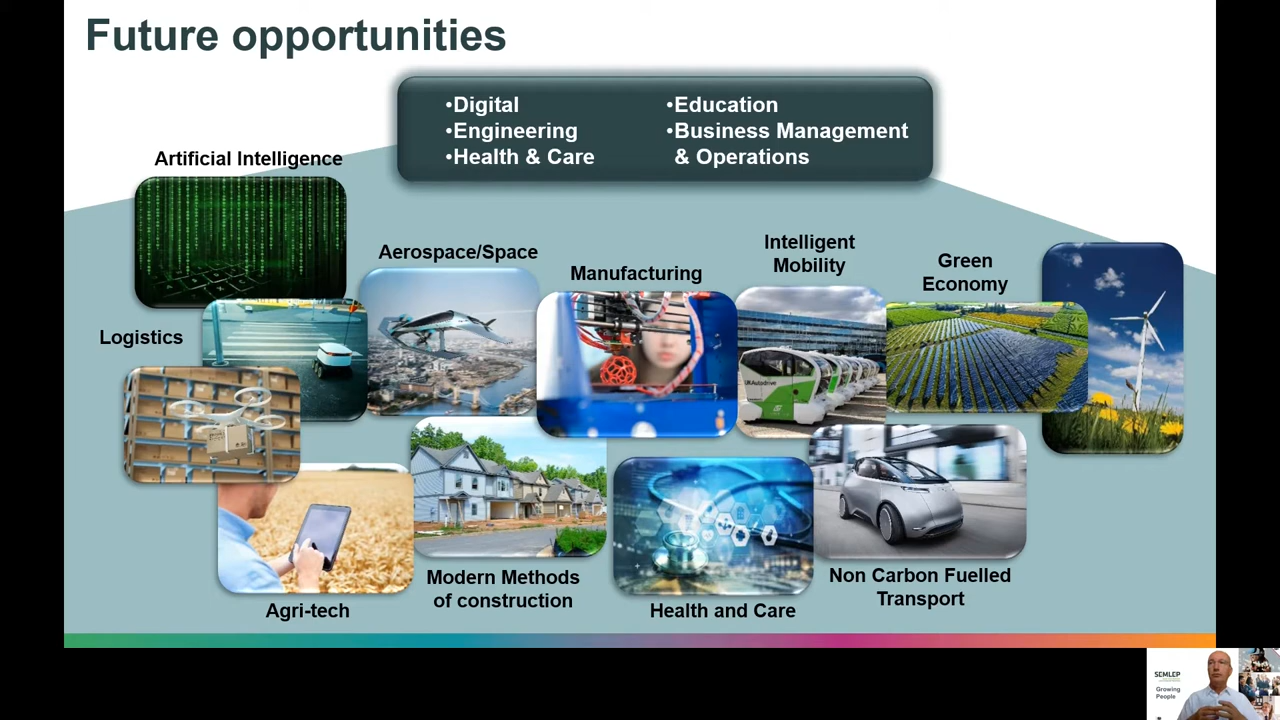 Future opportunities
•Digital
•Engineering
•Health & Care
•Education
•Business Management
& Operations
Artificial Intelligence
Aerospace/Space
Manufacturing
Intelligent
Mobility
Green
Economy
Logistics
UKAutodrive
Agri-tech
Modern Methods
of construction
Health and Care
Non Carbon Fuelled
Transport
SEMLEP
Growing
People